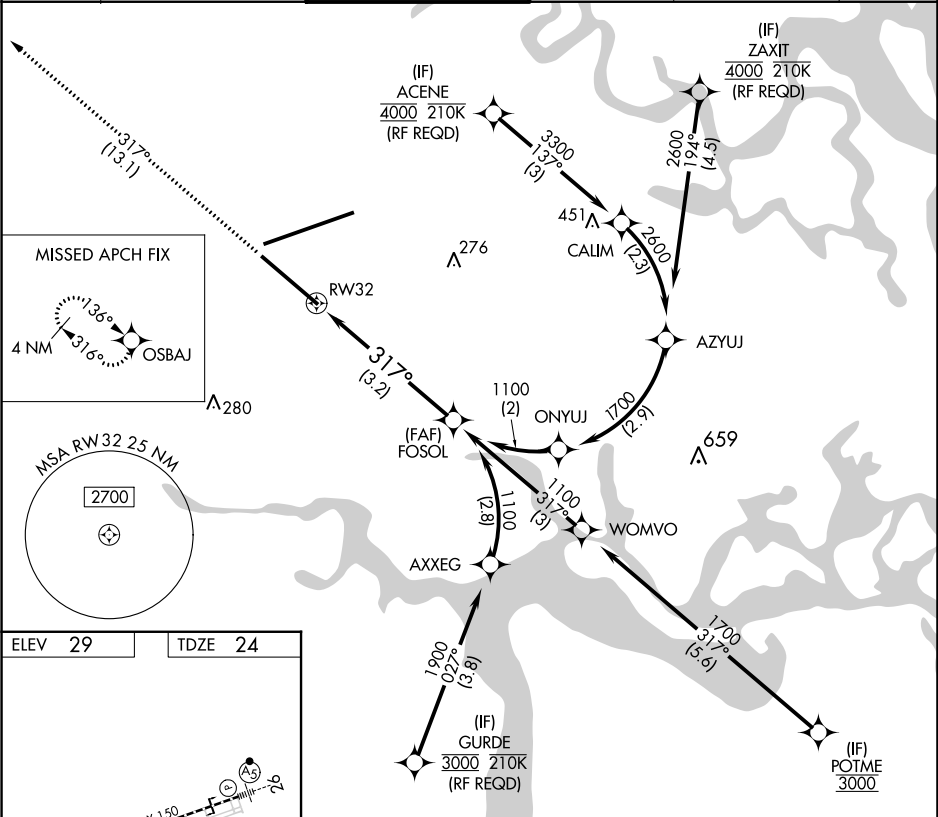 (IF)
ZAXIT
4000 210K
(RF REQD)
(IF)
ACENE
4000 210K
(RF REQD)
317°
(13.1)
3300
137°
(3)
2600
194°
(4.5)
451
CALIM
2600
(2.3)
276
MISSED APCH FIX
136°
316°
4 NM
OSBAJ
RW32
317°
(3.2)
AZYUJ
280
1100
(2)
ONYUJ
1700
(2.9)
(FAF)
FOSOL
659
MSA RW32 25 NM
2700
1100
317°
(3)
1100
(2.8)
WOMVO
AXXEG
1700
317°
(5.6)
1900
027°
(3.8)
ELEV 29
TDZE 24
(IF)
GURDE
3000 210K
(RF REQD)
(IF)
POTME
3000
P
A5
26
X 150